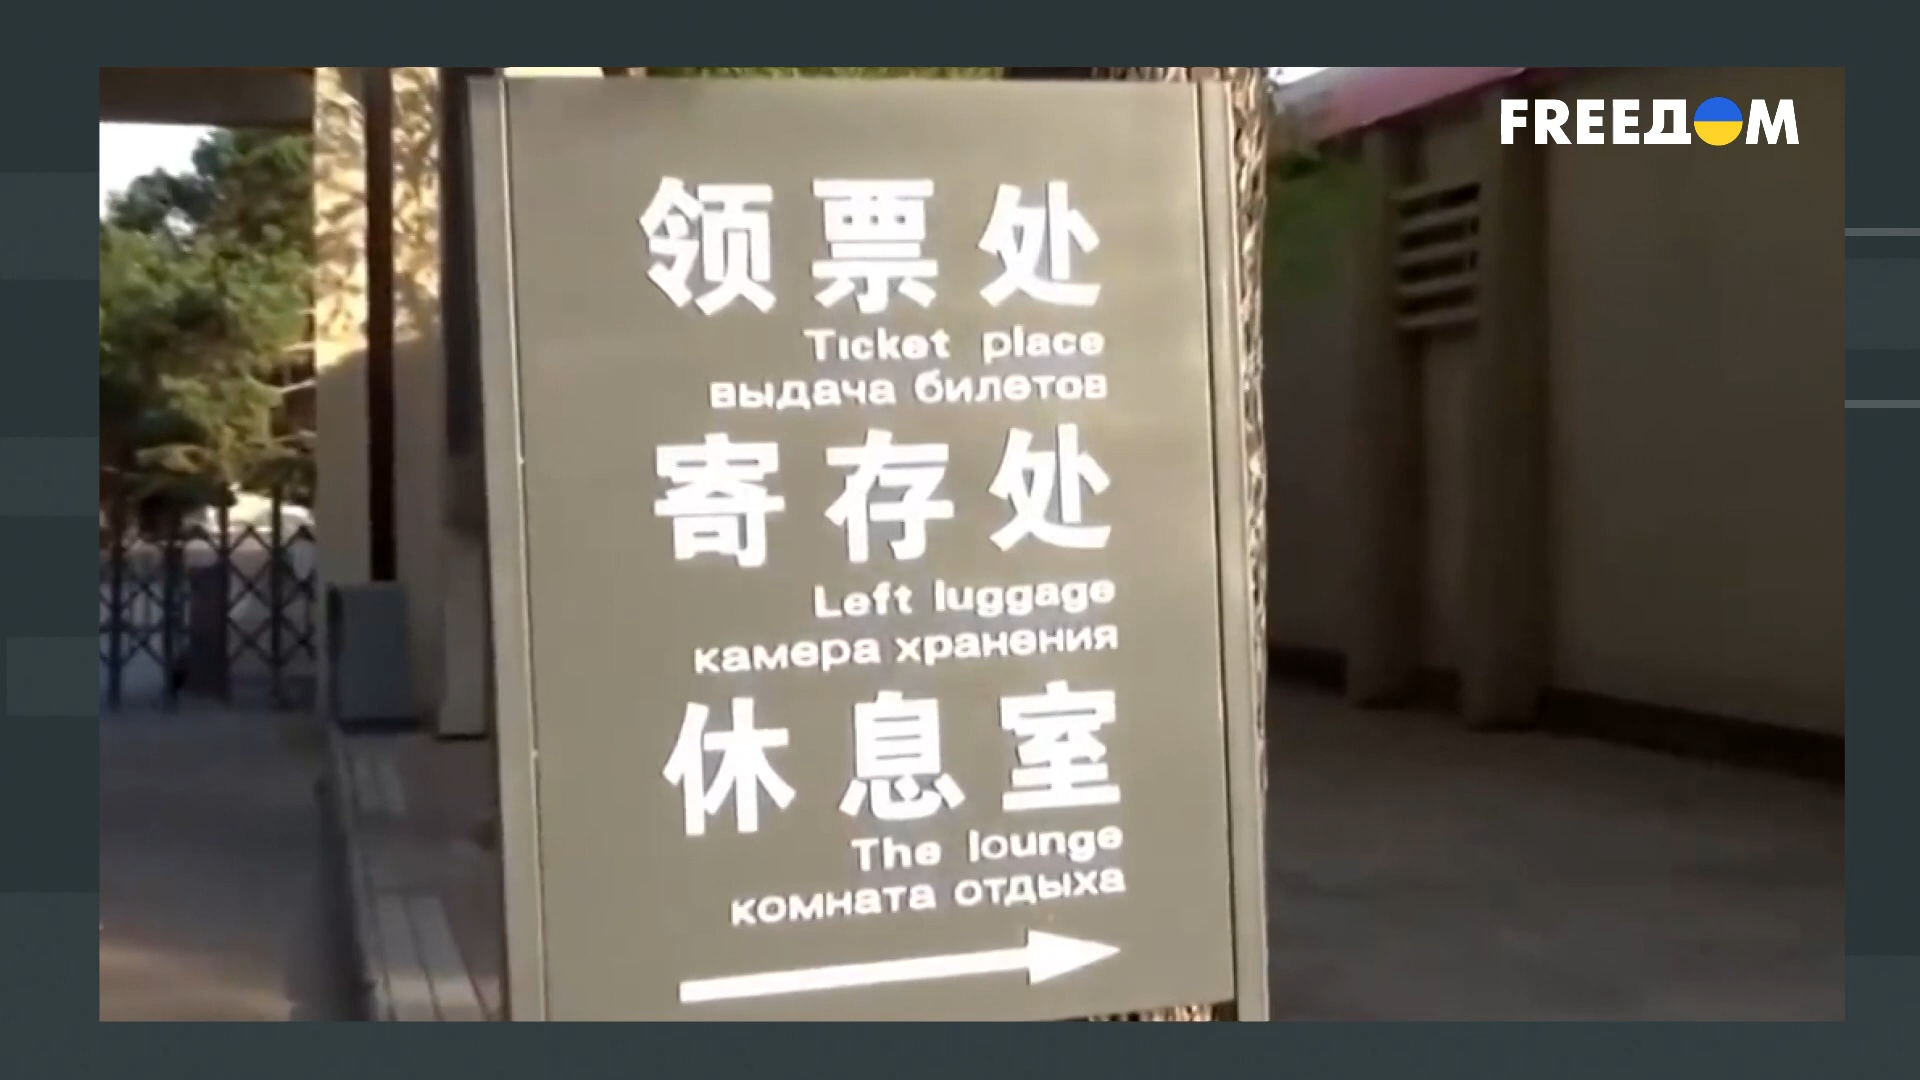 FREEДOM
领票处
Ticket place
выдача билетов
寄存处
Left luggage
камера хранения
休息室
The lounge
комната отдыха